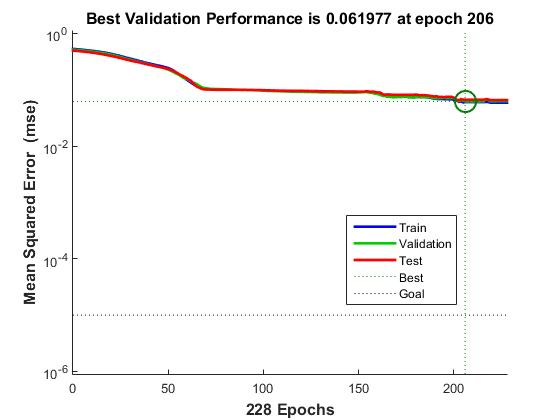 Best Validation Performance is 0.061977 at epoch 206
Mean Squared Error (mse)
10^0
10^-2
10^-4
10^-6
Train
Validation
Test
Best
Goal
0 50 100 150 200
228 Epochs